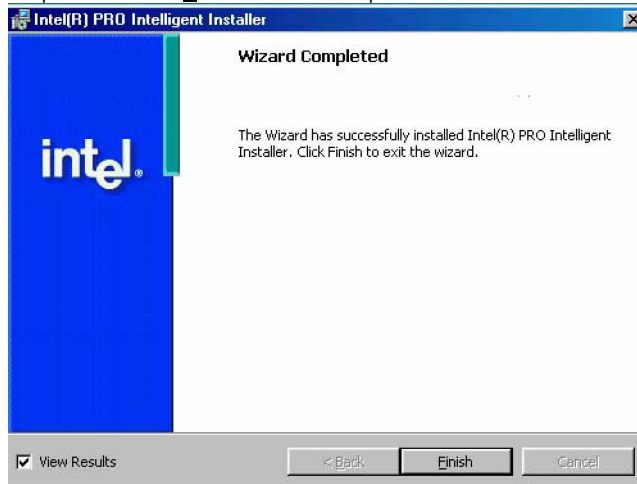 Intel(R) PRO Intelligent Installer
Wizard Completed
The Wizard has successfully installed Intel(R) PRO Intelligent
Installer. Click Finish to exit the wizard.
intel®
View Results
< Back
Finish
Cancel